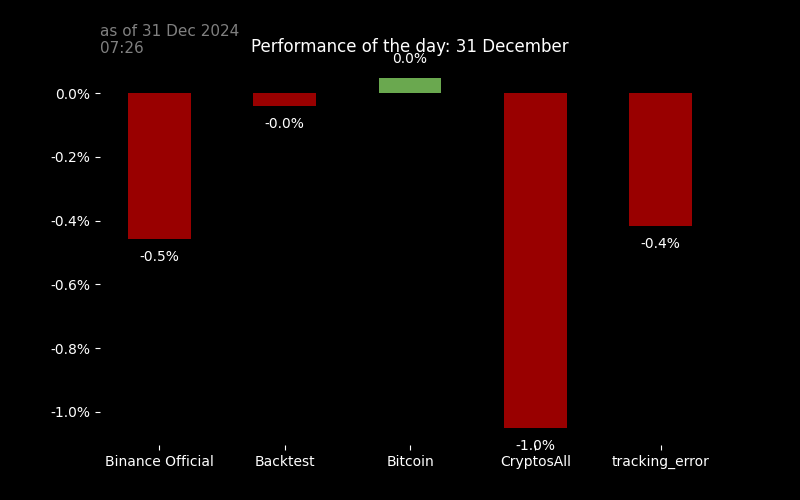 as of 31 Dec 2024
07:26
Performance of the day: 31 December
0.0%
0.0%
-0.0%
-0.2%
-0.4%
-0.4%
-0.5%
-0.6%
-0.8%
-1.0%
-1.0%
Binance Official
Backtest
Bitcoin
CryptosAll
tracking_error